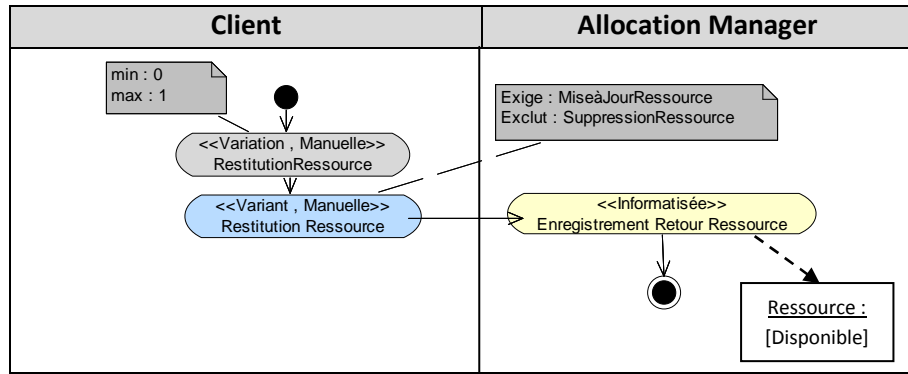 Client
Allocation Manager
min : 0
max : 1
Exige : MiseàJourRessource
Exclut : SuppressionRessource
<<Variation , Manuelle>>
RestitutionRessource
<<Variant , Manuelle>>
Restitution Ressource
<<Informatisée>>
Enregistrement Retour Ressource
Ressource :
[Disponible]